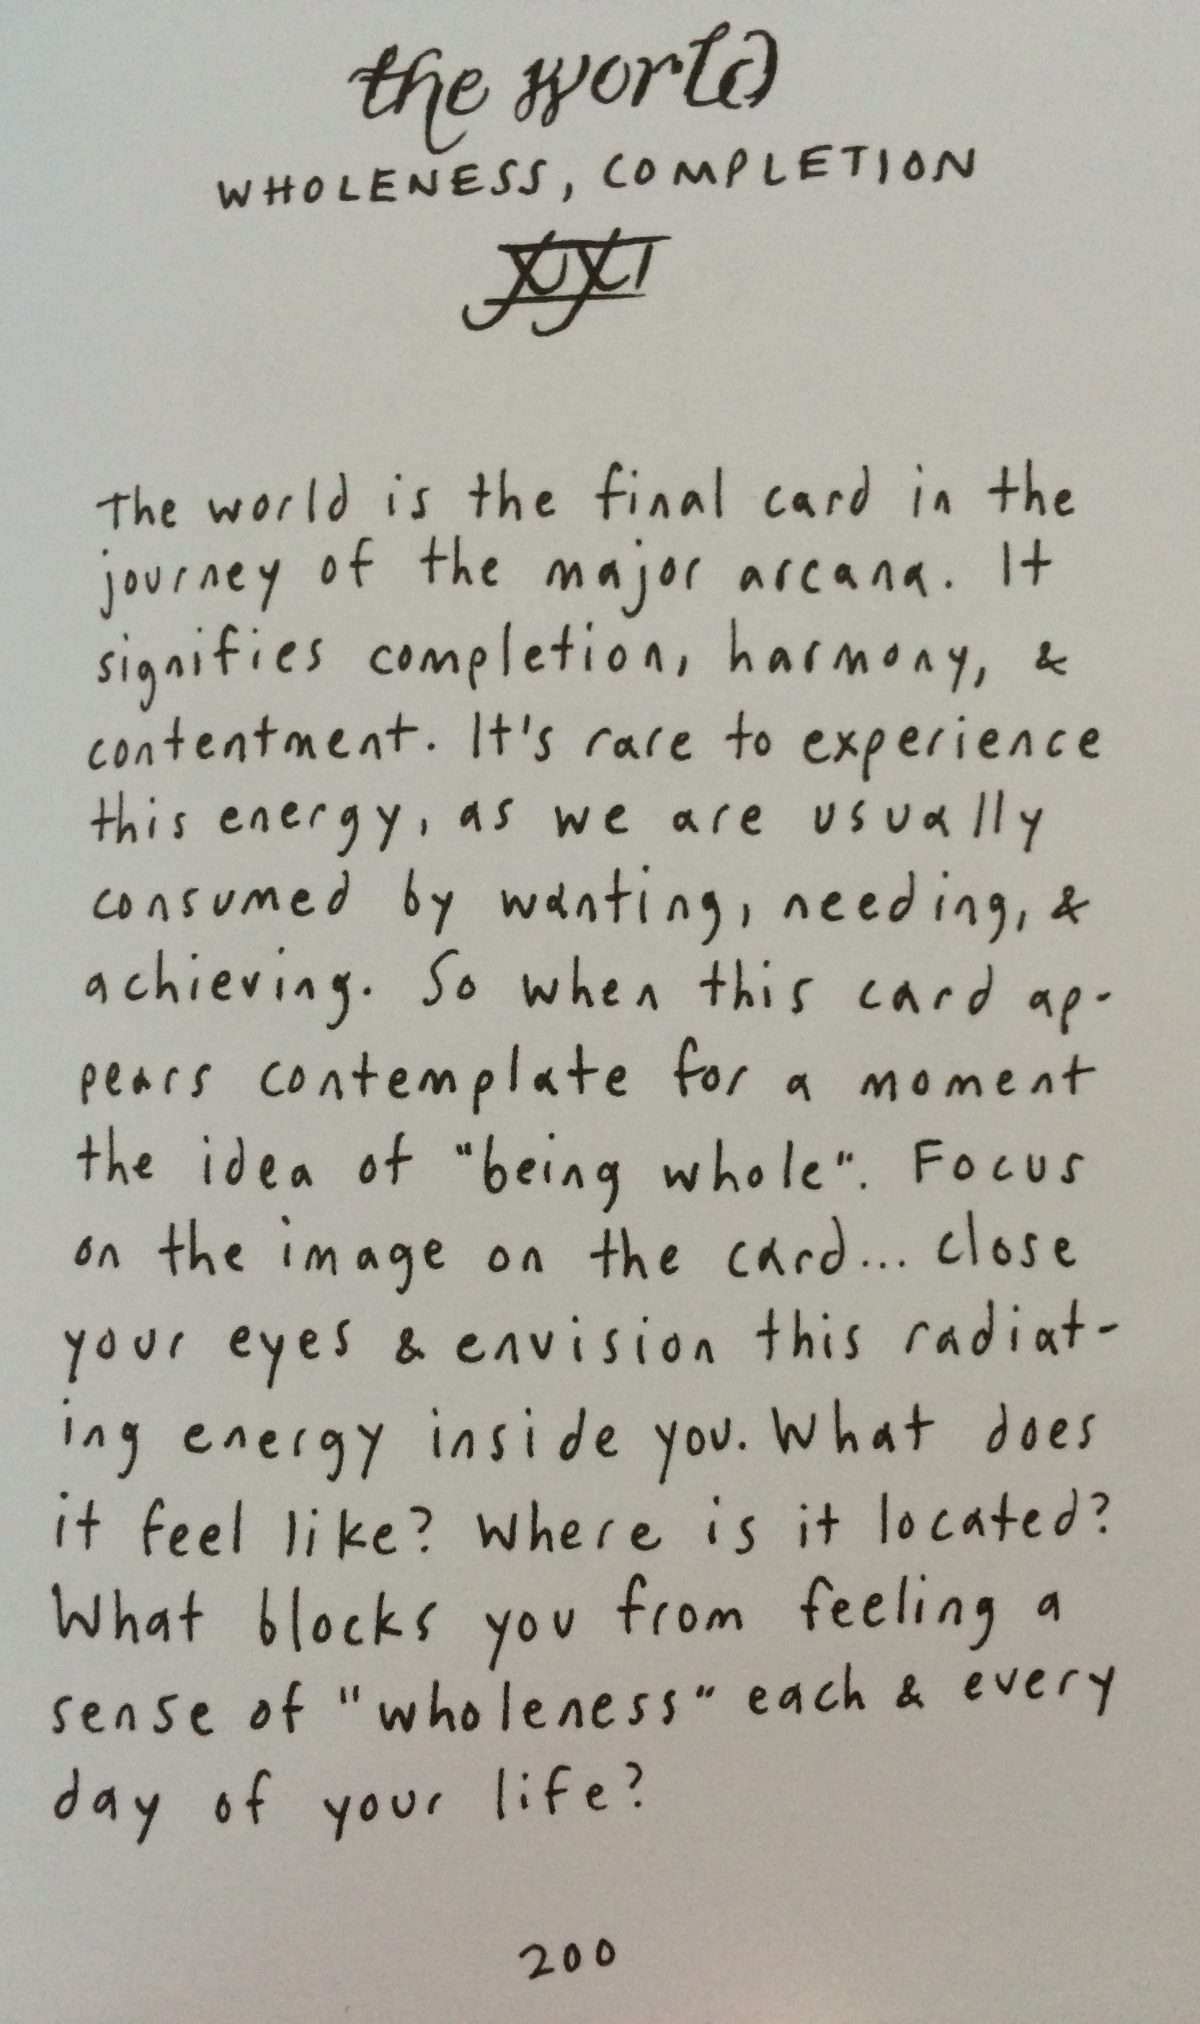 the world
WHOLENESS, COMPLETION
XXI
The world is the final card in the
journey of the major arcana. It
signifies completion, harmony, &
contentment. It's rare to experience
this energy, as we are usually
consumed by wanting, needing, &
achieving. So when this card ap-
pears contemplate for a moment
the idea of "being whole". Focus
on the image on the card... close
your eyes & envision this radiat-
ing energy inside you. What does
it feel like? Where is it located?
What blocks you from feeling a
sense of "wholeness" each & every
day of your life?
200